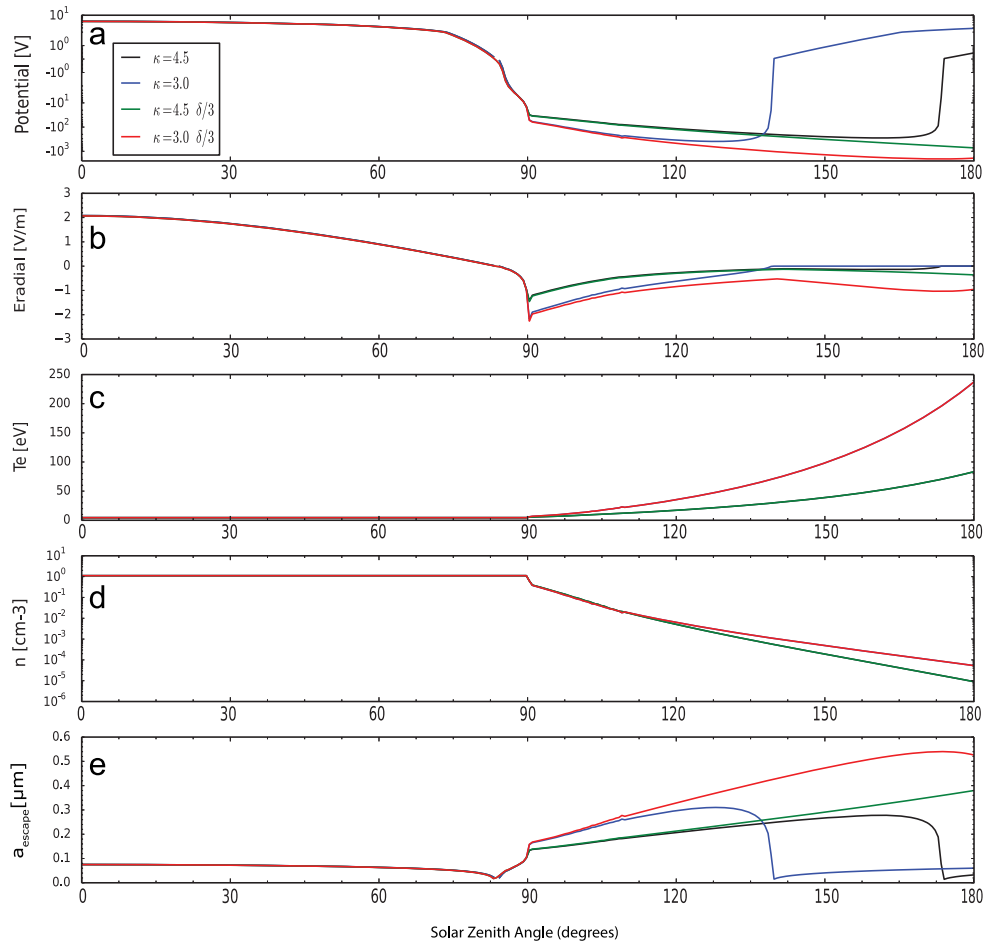 a
Potential [V]
10¹
10⁰
-10⁰
-10¹
-10²
-10³
κ=4.5
κ=3.0
κ=4.5 δ/3
κ=3.0 δ/3
0 30 60 90 120 150 180
b
Eradial [V/m]
3
2
1
0
−1
−2
−3
0 30 60 90 120 150 180
c
Te [eV]
250
200
150
100
50
0
0 30 60 90 120 150 180
d
n [cm-3]
10¹
10⁰
10⁻¹
10⁻²
10⁻³
10⁻⁴
10⁻⁵
10⁻⁶
0 30 60 90 120 150 180
e
a_escape[μm]
0.6
0.5
0.4
0.3
0.2
0.1
0.0
0 30 60 90 120 150 180
Solar Zenith Angle (degrees)